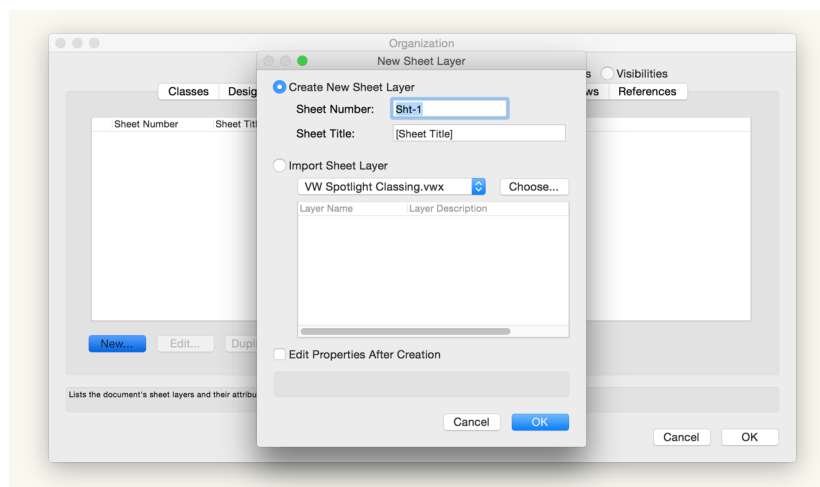 Organization
New Sheet Layer
s Visibilities
Classes Desig ws References
Create New Sheet Layer
Sheet Number: Sht-1
Sheet Title: [Sheet Title]
Sheet Number Sheet Titl
Import Sheet Layer
VW Spotlight Classing.vwx Choose...
Layer Name Layer Description
New... Edit... Dupli
Edit Properties After Creation
Lists the document's sheet layers and their attribu
Cancel OK
Cancel OK